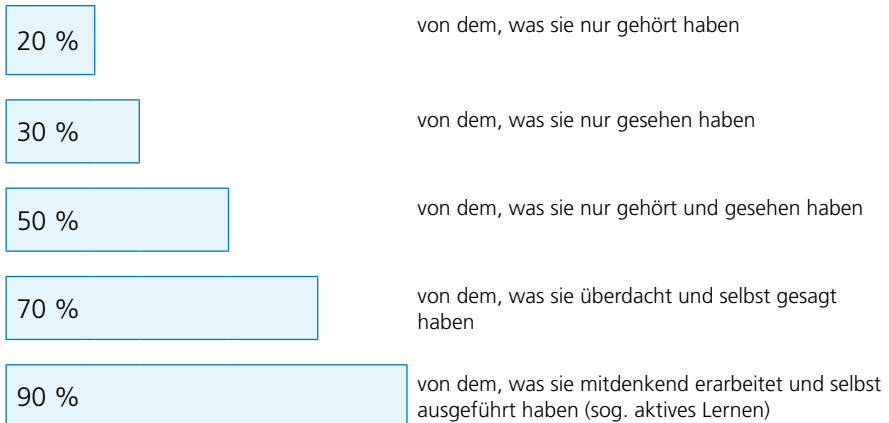 20 %
von dem, was sie nur gehört haben
30 %
von dem, was sie nur gesehen haben
50 %
von dem, was sie nur gehört und gesehen haben
70 %
von dem, was sie überdacht und selbst gesagt
haben
90 %
von dem, was sie mitdenkend erarbeitet und selbst
ausgeführt haben (sog. aktives Lernen)